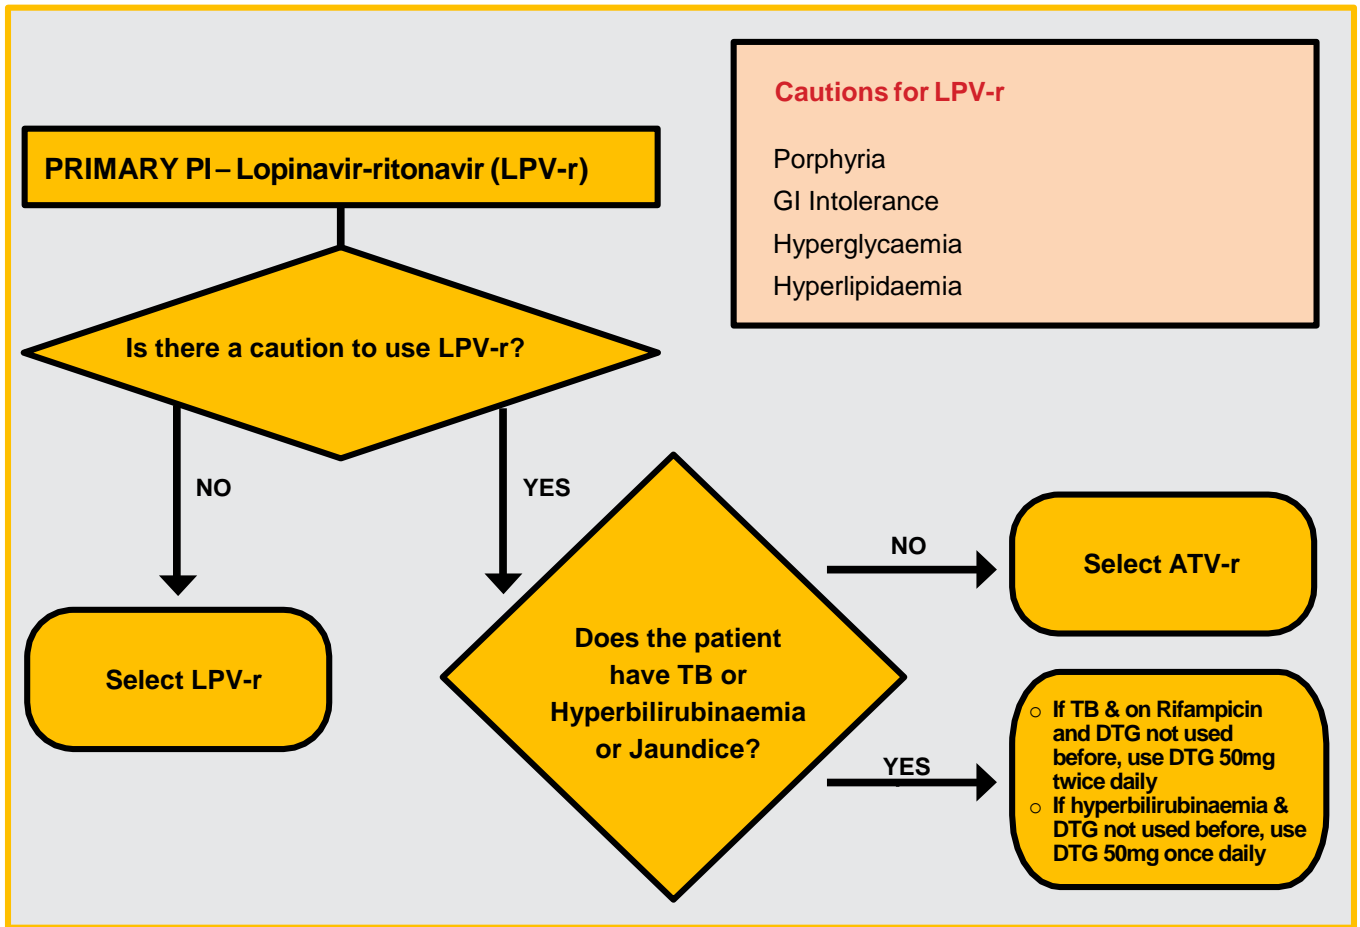 Cautions for LPV-r
Porphyria
GI Intolerance
Hyperglycaemia
Hyperlipidaemia
PRIMARY PI – Lopinavir-ritonavir (LPV-r)
Is there a caution to use LPV-r?
NO
YES
Select LPV-r
Does the patient
have TB or
Hyperbilirubinaemia
or Jaundice?
NO
Select ATV-r
YES
○ If TB & on Rifampicin
and DTG not used
before, use DTG 50mg
twice daily
○ If hyperbilirubinaemia &
DTG not used before, use
DTG 50mg once daily